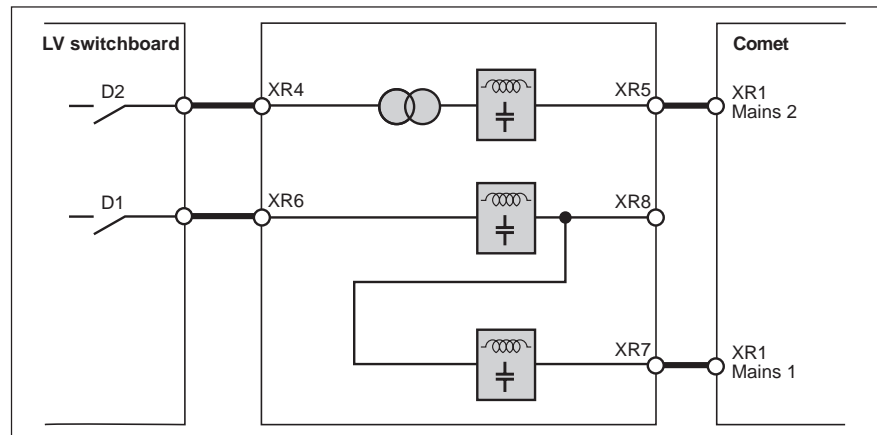 LV switchboard
Comet
D2
XR4
XR5
XR1
Mains 2
D1
XR6
XR8
XR7
XR1
Mains 1